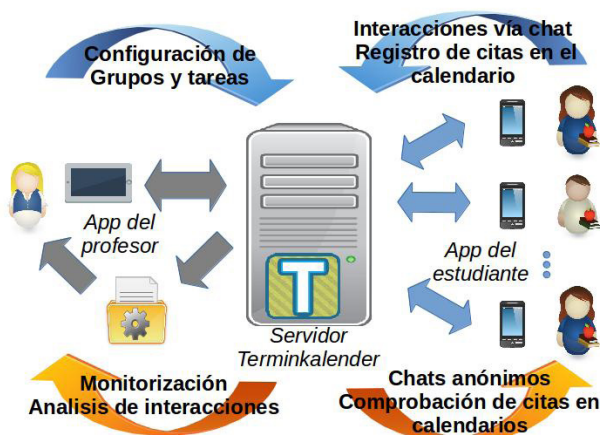 Configuración de
Grupos y tareas
Interacciones vía chat
Registro de citas en el
calendario
App del
profesor
App del
estudiante
T
Servidor
Terminkalender
Monitorización
Analisis de interacciones
Chats anónimos
Comprobación de citas en
calendarios